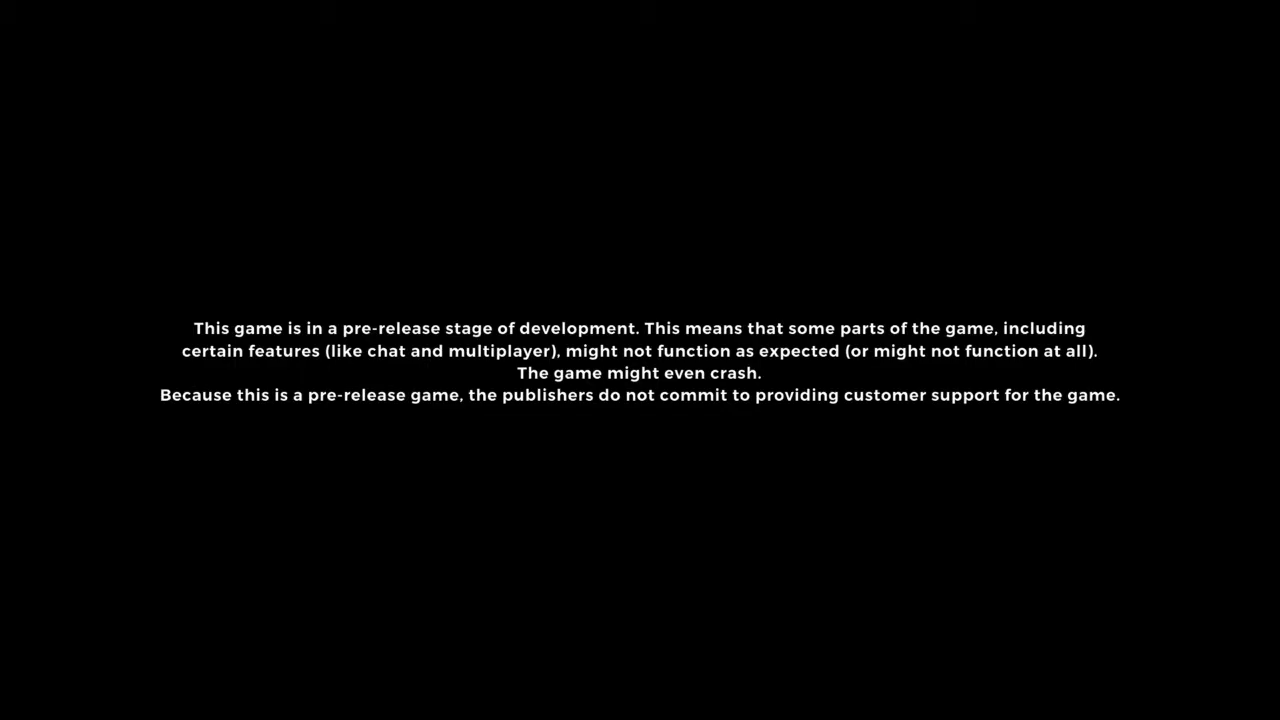 This game is in a pre-release stage of development. This means that some parts of the game, including
certain features (like chat and multiplayer), might not function as expected (or might not function at all).
The game might even crash.
Because this is a pre-release game, the publishers do not commit to providing customer support for the game.